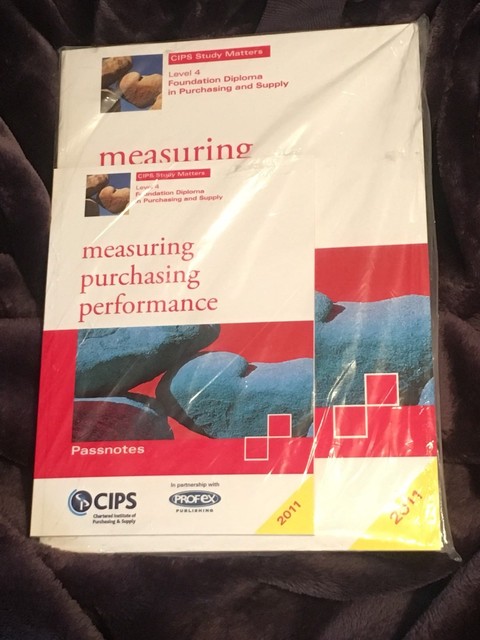 CIPS Study Matters
Level 4
Foundation Diploma
in Purchasing and Supply
measuring
CIPS Study Matters
Level 4
Foundation Diploma
in Purchasing and Supply
measuring
purchasing
performance
Passnotes
CIPS
Chartered Institute of
Purchasing & Supply
In partnership with
PROFEX
PUBLISHING
2011
2011